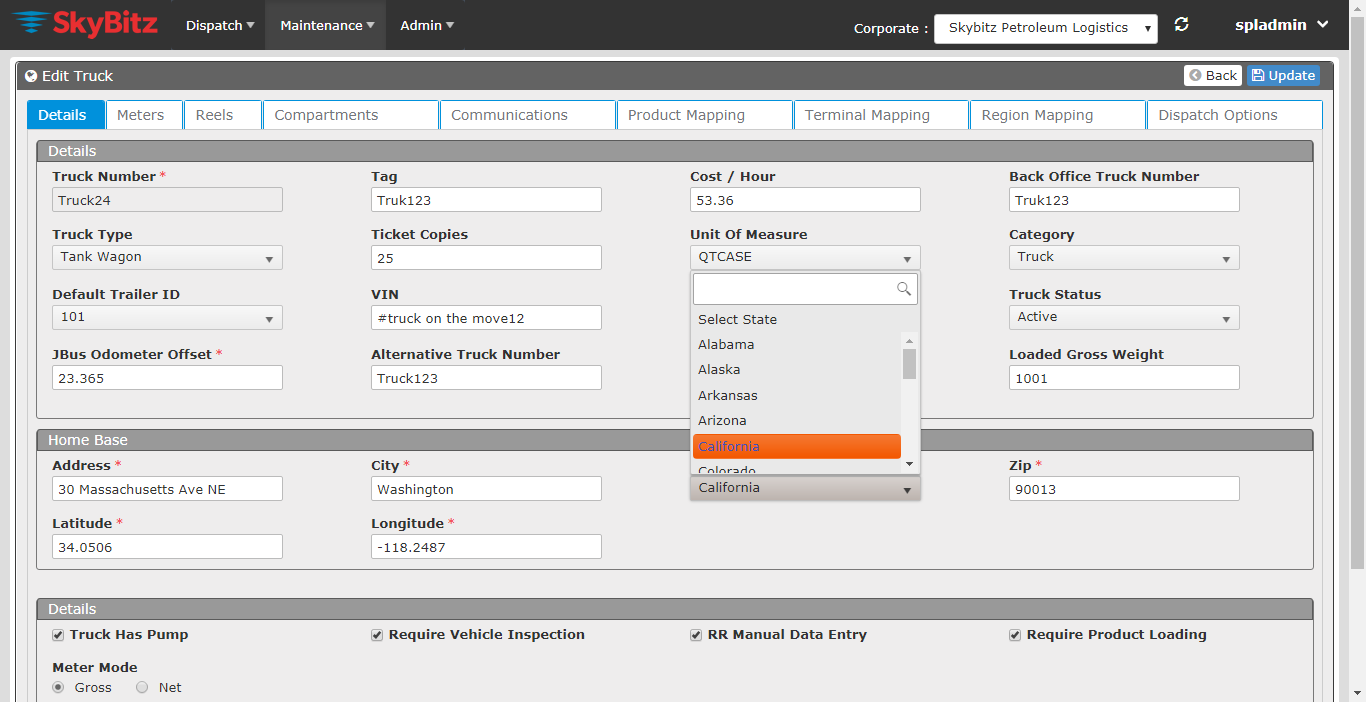 SkyBitz Dispatch Maintenance Admin Corporate : Skybitz Petroleum Logistics spladmin
Edit Truck Back Update
Details Meters Reels Compartments Communications Product Mapping Terminal Mapping Region Mapping Dispatch Options
Details
Truck Number * Tag Cost / Hour Back Office Truck Number
Truck24 Truk123 53.36 Truk123
Truck Type Ticket Copies Unit Of Measure Category
Tank Wagon 25 QTCASE Truck
Default Trailer ID VIN Truck Status
101 #truck on the move12 Active
Select State
Alabama
JBus Odometer Offset * Alternative Truck Number Loaded Gross Weight
23.365 Truck123 1001
Alaska
Arkansas
Arizona
California
Colorado
Home Base
Address * City * Zip *
30 Massachusetts Ave NE Washington California 90013
Latitude * Longitude *
34.0506 -118.2487
Details
Truck Has Pump Require Vehicle Inspection RR Manual Data Entry Require Product Loading
Meter Mode
Gross Net